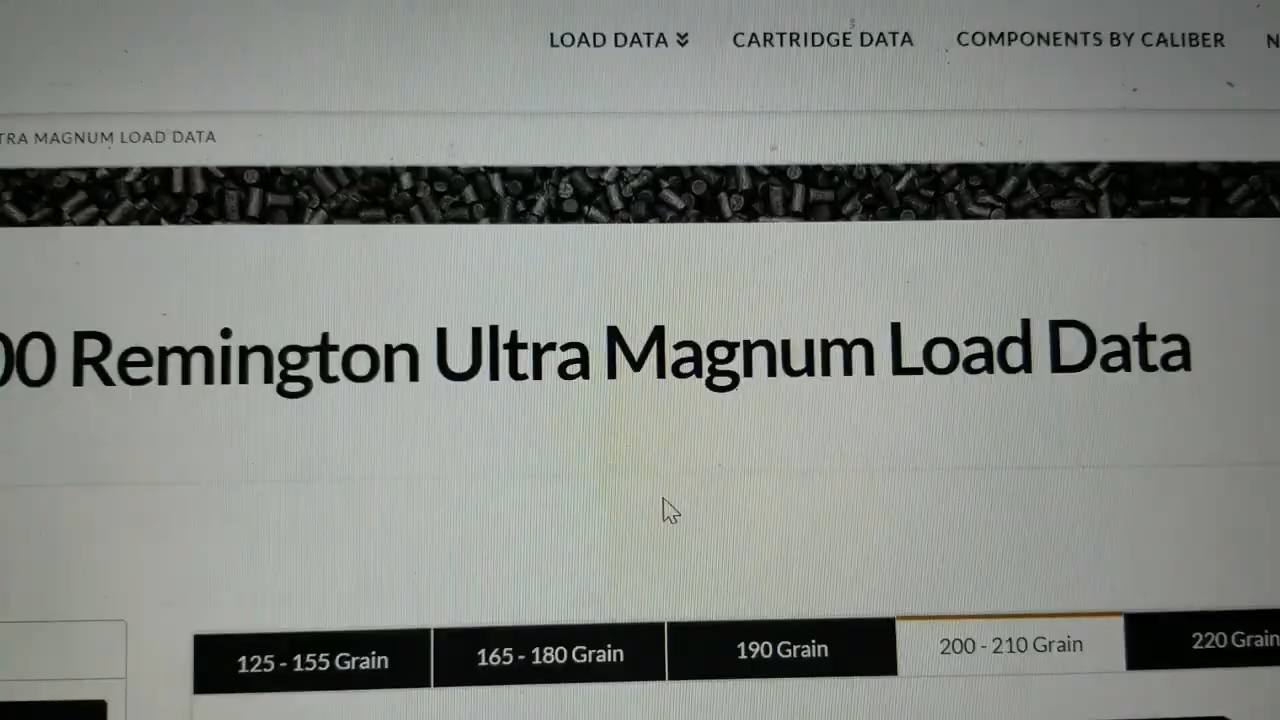 LOAD DATA
CARTRIDGE DATA
COMPONENTS BY CALIBER
N
TRA MAGNUM LOAD DATA
00 Remington Ultra Magnum Load Data
125 - 155 Grain
165 - 180 Grain
190 Grain
200 - 210 Grain
220 Grain